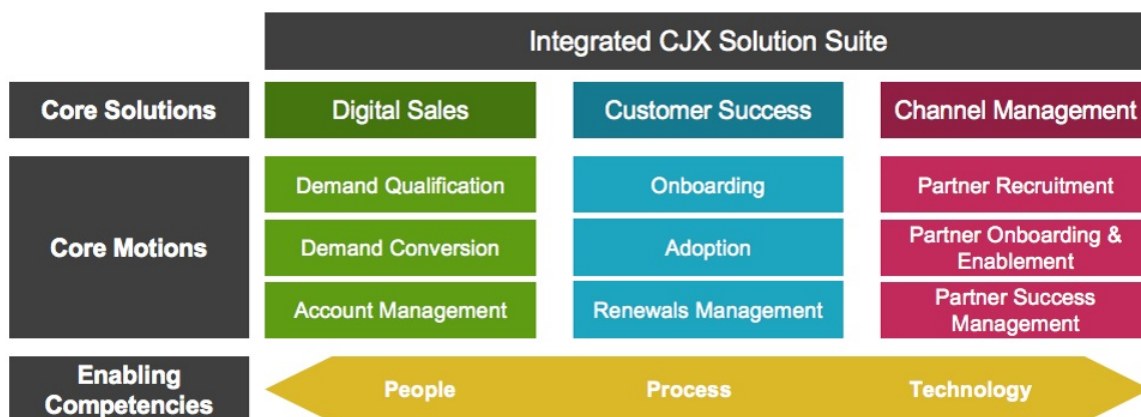 Integrated CJX Solution Suite
Core Solutions
Digital Sales
Customer Success
Channel Management
Core Motions
Demand Qualification
Onboarding
Partner Recruitment
Demand Conversion
Adoption
Partner Onboarding &
Enablement
Account Management
Renewals Management
Partner Success
Management
Enabling
Competencies
People
Process
Technology